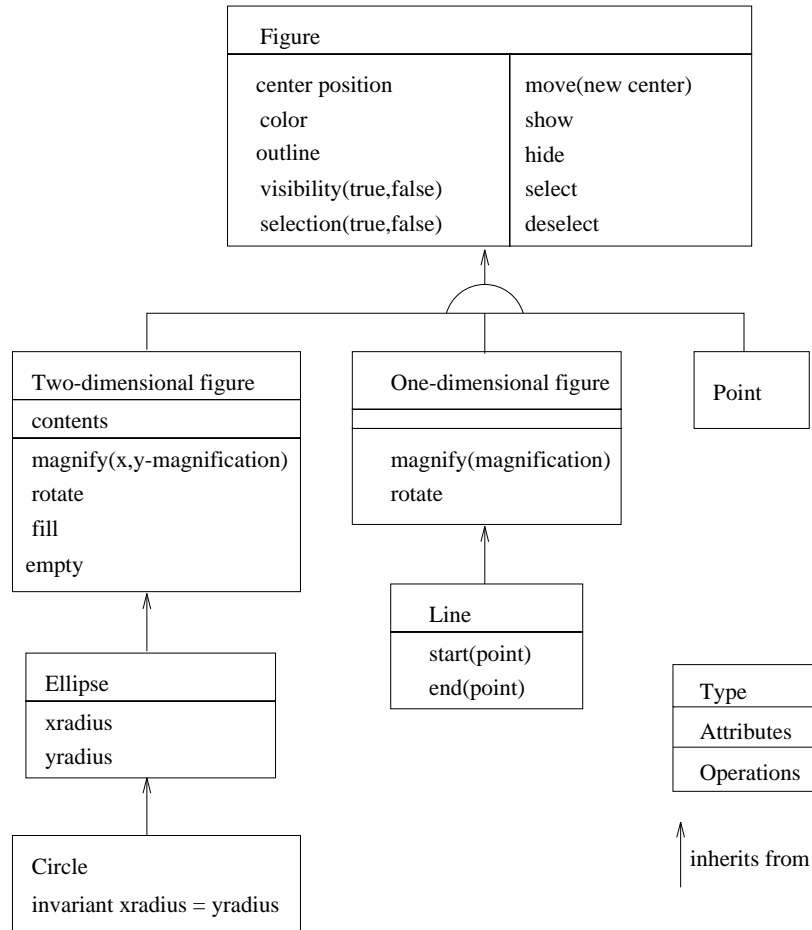 Figure
center position
color
outline
visibility(true,false)
selection(true,false)
move(new center)
show
hide
select
deselect
Two-dimensional figure
contents
magnify(x,y-magnification)
rotate
fill
empty
One-dimensional figure
magnify(magnification)
rotate
Point
Line
start(point)
end(point)
Ellipse
xradius
yradius
Circle
invariant xradius = yradius
Type
Attributes
Operations
inherits from